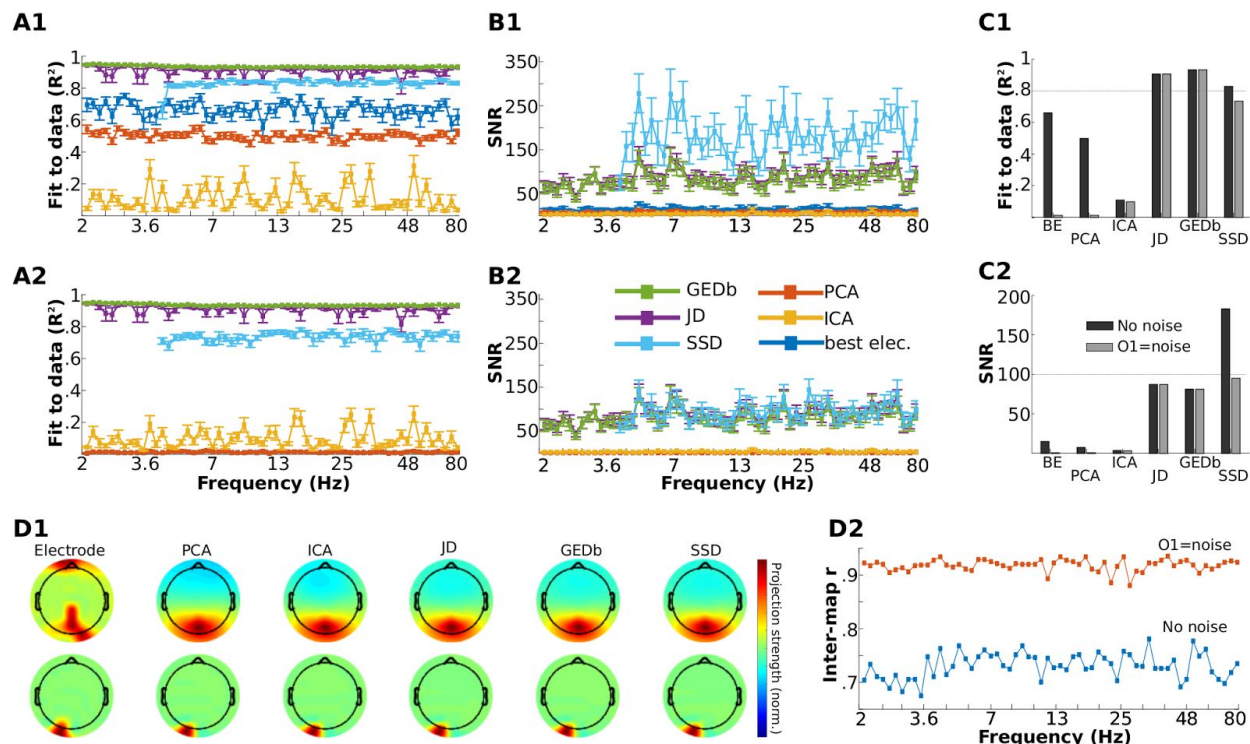 A1
Fit to data (R²)
1
.8
.6
.4
.2
2 3.6 7 13 25 48 80
B1
SNR
350
250
150
50
2 3.6 7 13 25 48 80
C1
Fit to data (R²)
1
.8
.6
.4
.2
BE PCA ICA JD GEDb SSD
A2
Fit to data (R²)
1
.8
.6
.4
.2
2 3.6 7 13 25 48 80
Frequency (Hz)
B2
SNR
350
250
150
50
GEDb PCA
JD ICA
SSD best elec.
2 3.6 7 13 25 48 80
Frequency (Hz)
C2
SNR
200
150
100
50
No noise
O1=noise
BE PCA ICA JD GEDb SSD
D1
Electrode PCA ICA JD GEDb SSD
Projection strength (norm.)
D2
Inter-map r
.9
.8
.7
O1=noise
No noise
2 3.6 7 13 25 48 80
Frequency (Hz)